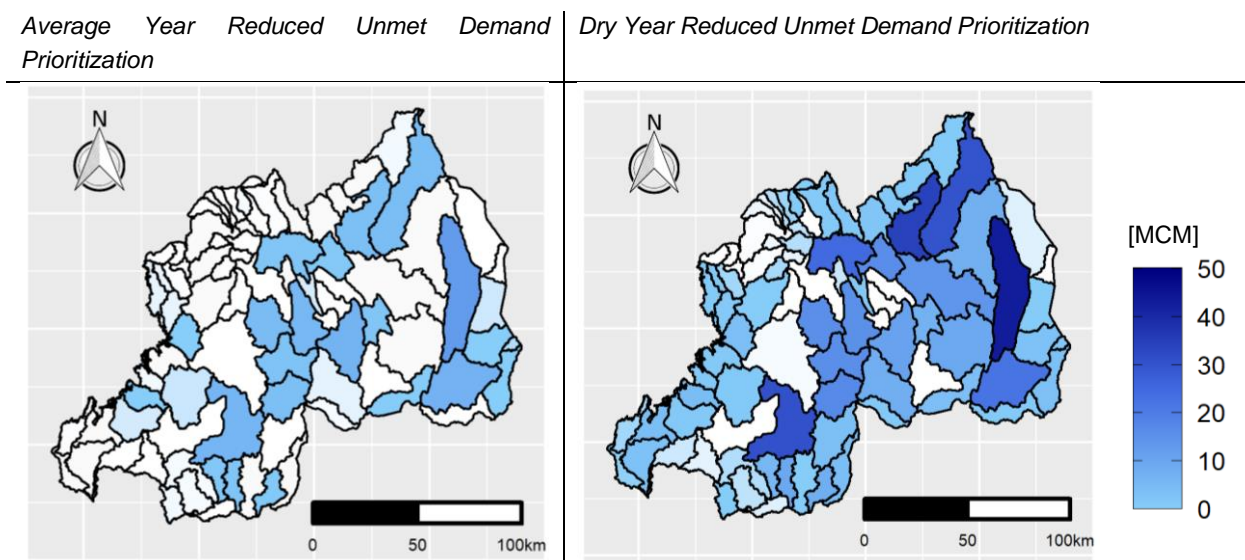 Average Year Reduced Unmet Demand
Prioritization
Dry Year Reduced Unmet Demand Prioritization
N
0
50
100km
N
0
50
100km
[MCM]
50
40
30
20
10
0